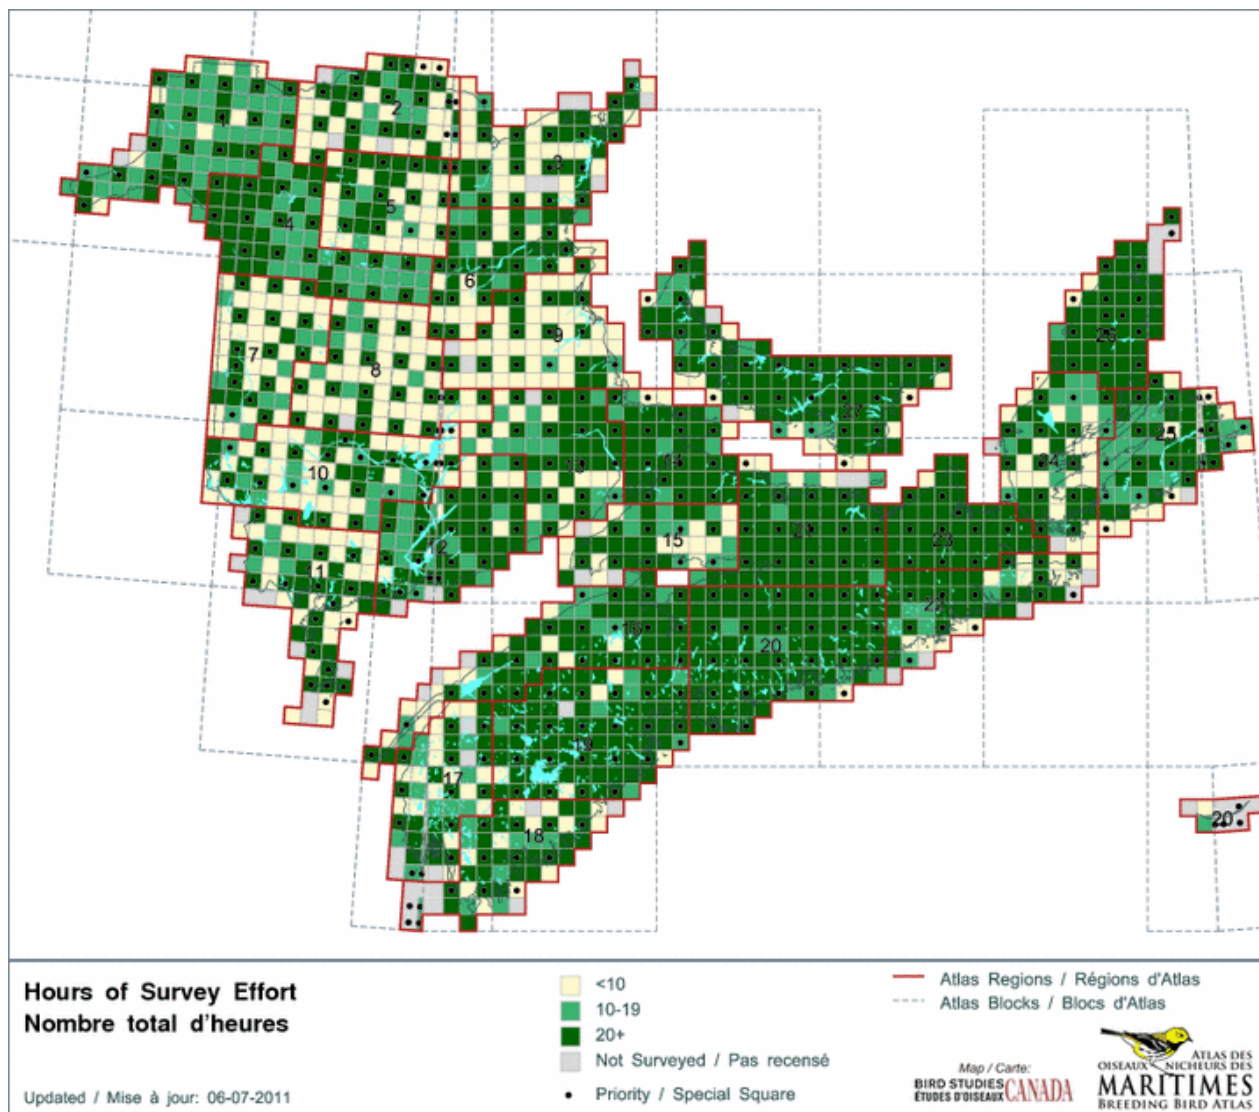 1
2
3
4
5
6
7
8
9
10
11
12
13
14
15
16
17
18
19
20
21
22
23
24
25
26
27
20
Hours of Survey Effort
Nombre total d'heures
Updated / Mise à jour: 06-07-2011
<10
10-19
20+
Not Surveyed / Pas recensé
Priority / Special Square
Atlas Regions / Régions d'Atlas
Atlas Blocks / Blocs d'Atlas
Map / Carte:
BIRD STUDIES
ÉTUDES D'OISEAUX
CANADA
ATLAS DES
OISEAUX NICHEURS DES
MARITIMES
BREEDING BIRD ATLAS